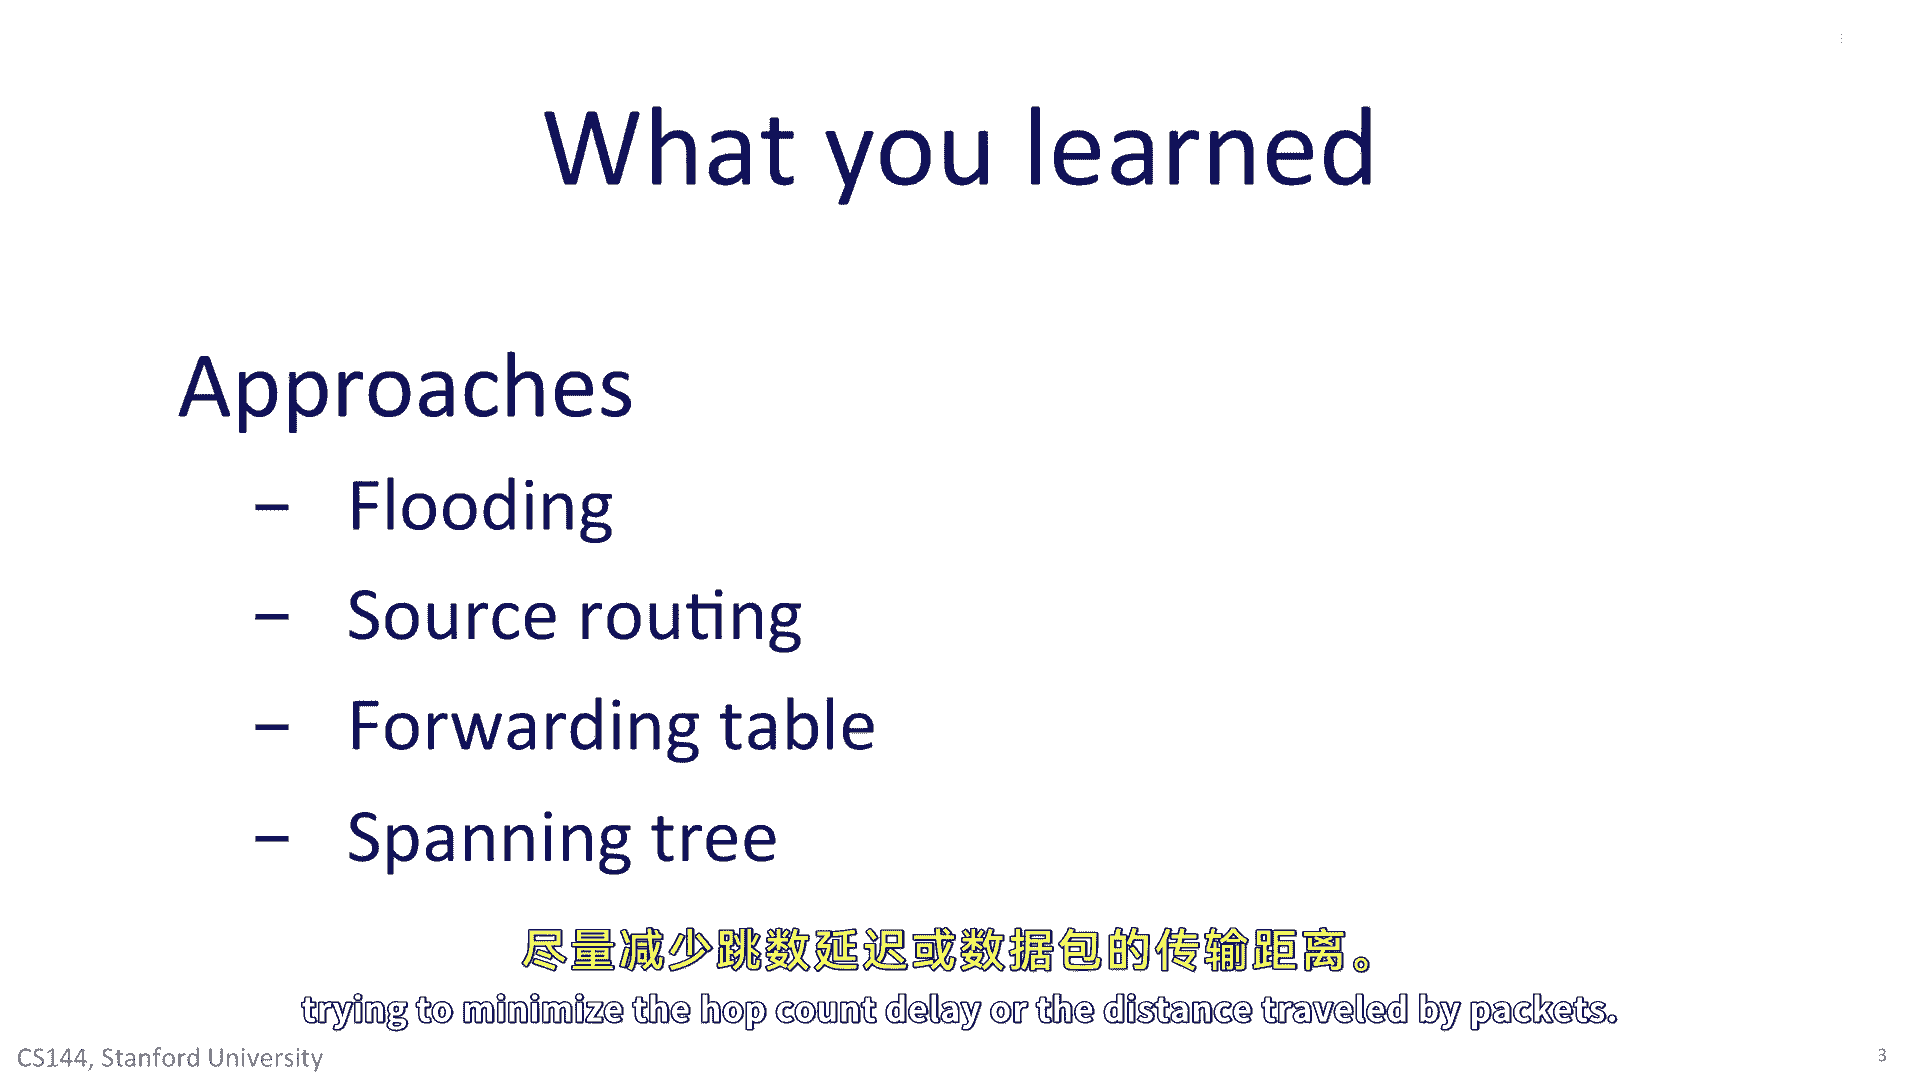 What you learned
Approaches
– Flooding
– Source routing
– Forwarding table
– Spanning tree
尽量减少跳数延迟或数据包的传输距离。
trying to minimize the hop count delay or the distance traveled by packets.
CS144, Stanford University
3